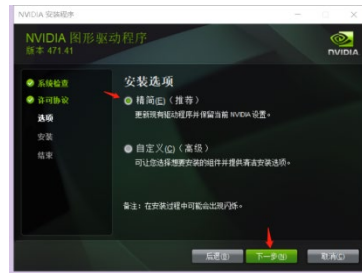 NVIDIA 安装程序
NVIDIA 图形驱动程序
版本 471.41
NVIDIA
系统检查
许可协议
选项
安装
结束
安装选项
精简(E)（推荐）
更新现有驱动程序并保留当前 NVIDIA 设置。
自定义(C)（高级）
可让您选择想要安装的组件并提供清洁安装选项。
备注：在安装过程中可能会出现闪烁。
后退(B)
下一步(N)
取消(C)